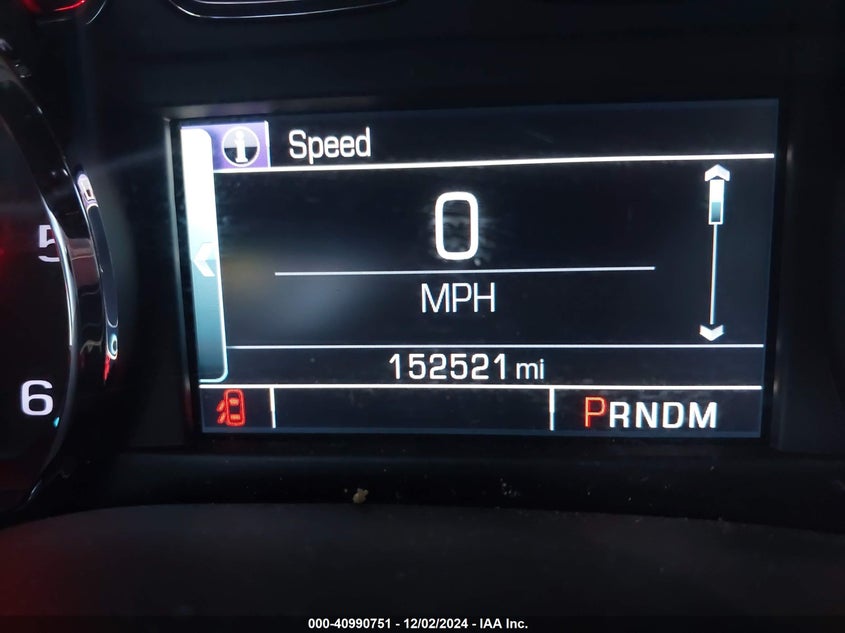 Speed
0
MPH
152521 mi
PRNDM
5
6
000-40990751 - 12/02/2024 - IAA Inc.